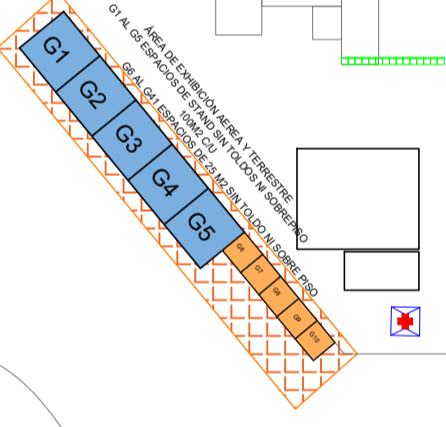 ÁREA DE EXHIBICIÓN AEREA Y TERRESTRE
G1 AL G5 ESPACIOS DE STAND SIN TOLDOS NI SOBREPISO
100M2 C/U
G6 AL G41 ESPACIOS DE 25 M2 SIN TOLDO NI SOBRE PISO
G1
G2
G3
G4
G5
G6
G7
G8
G9
G10